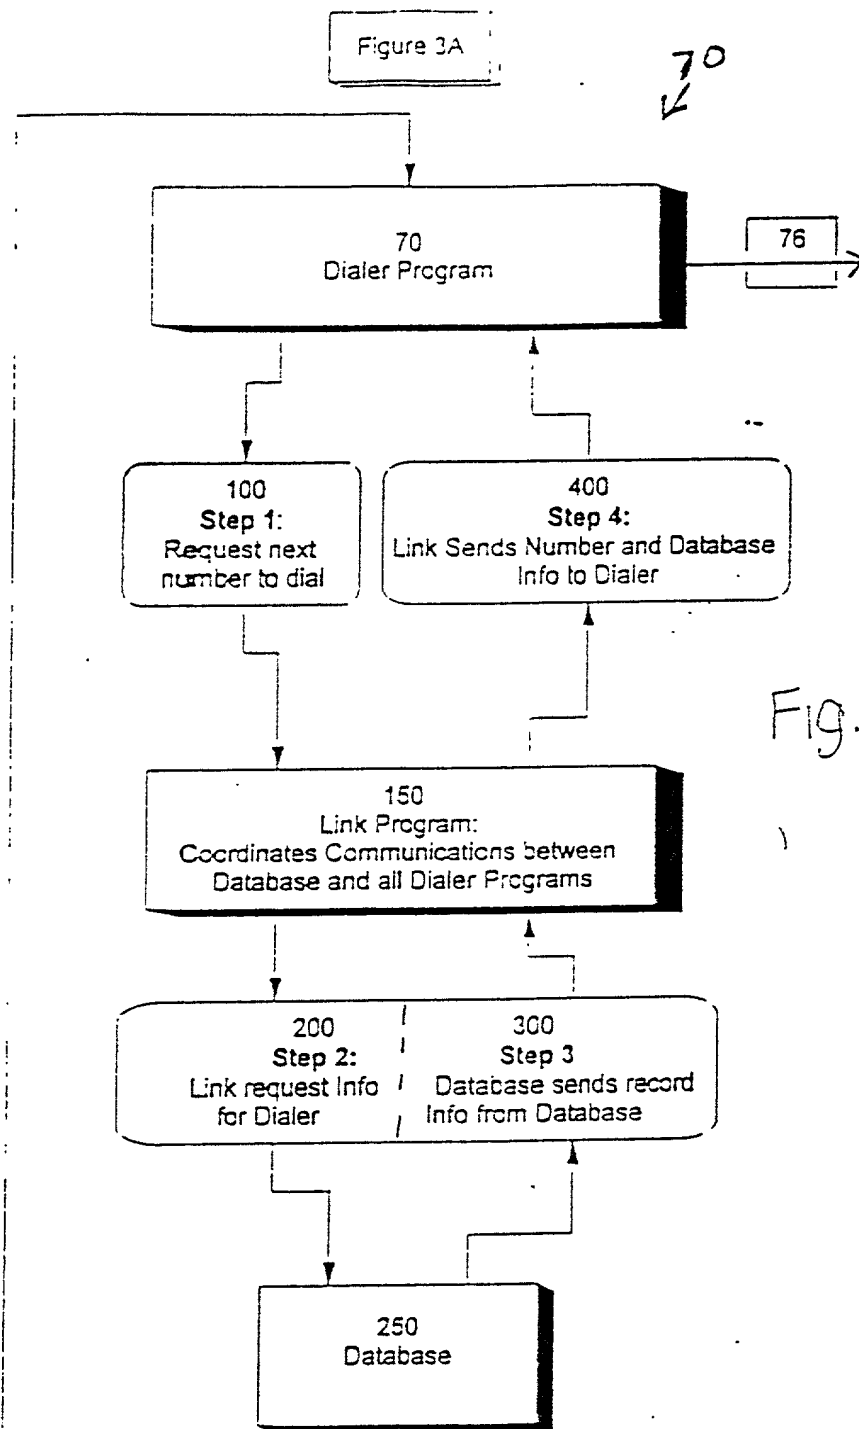 Figure 3A
70
70
Dialer Program
76
100
Step 1:
Request next
number to dial
400
Step 4:
Link Sends Number and Database
Info to Dialer
Fig.
150
Link Program:
Coordinates Communications between
Database and all Dialer Programs
200
Step 2:
Link request Info
for Dialer
300
Step 3
Database sends record
Info from Database
250
Database